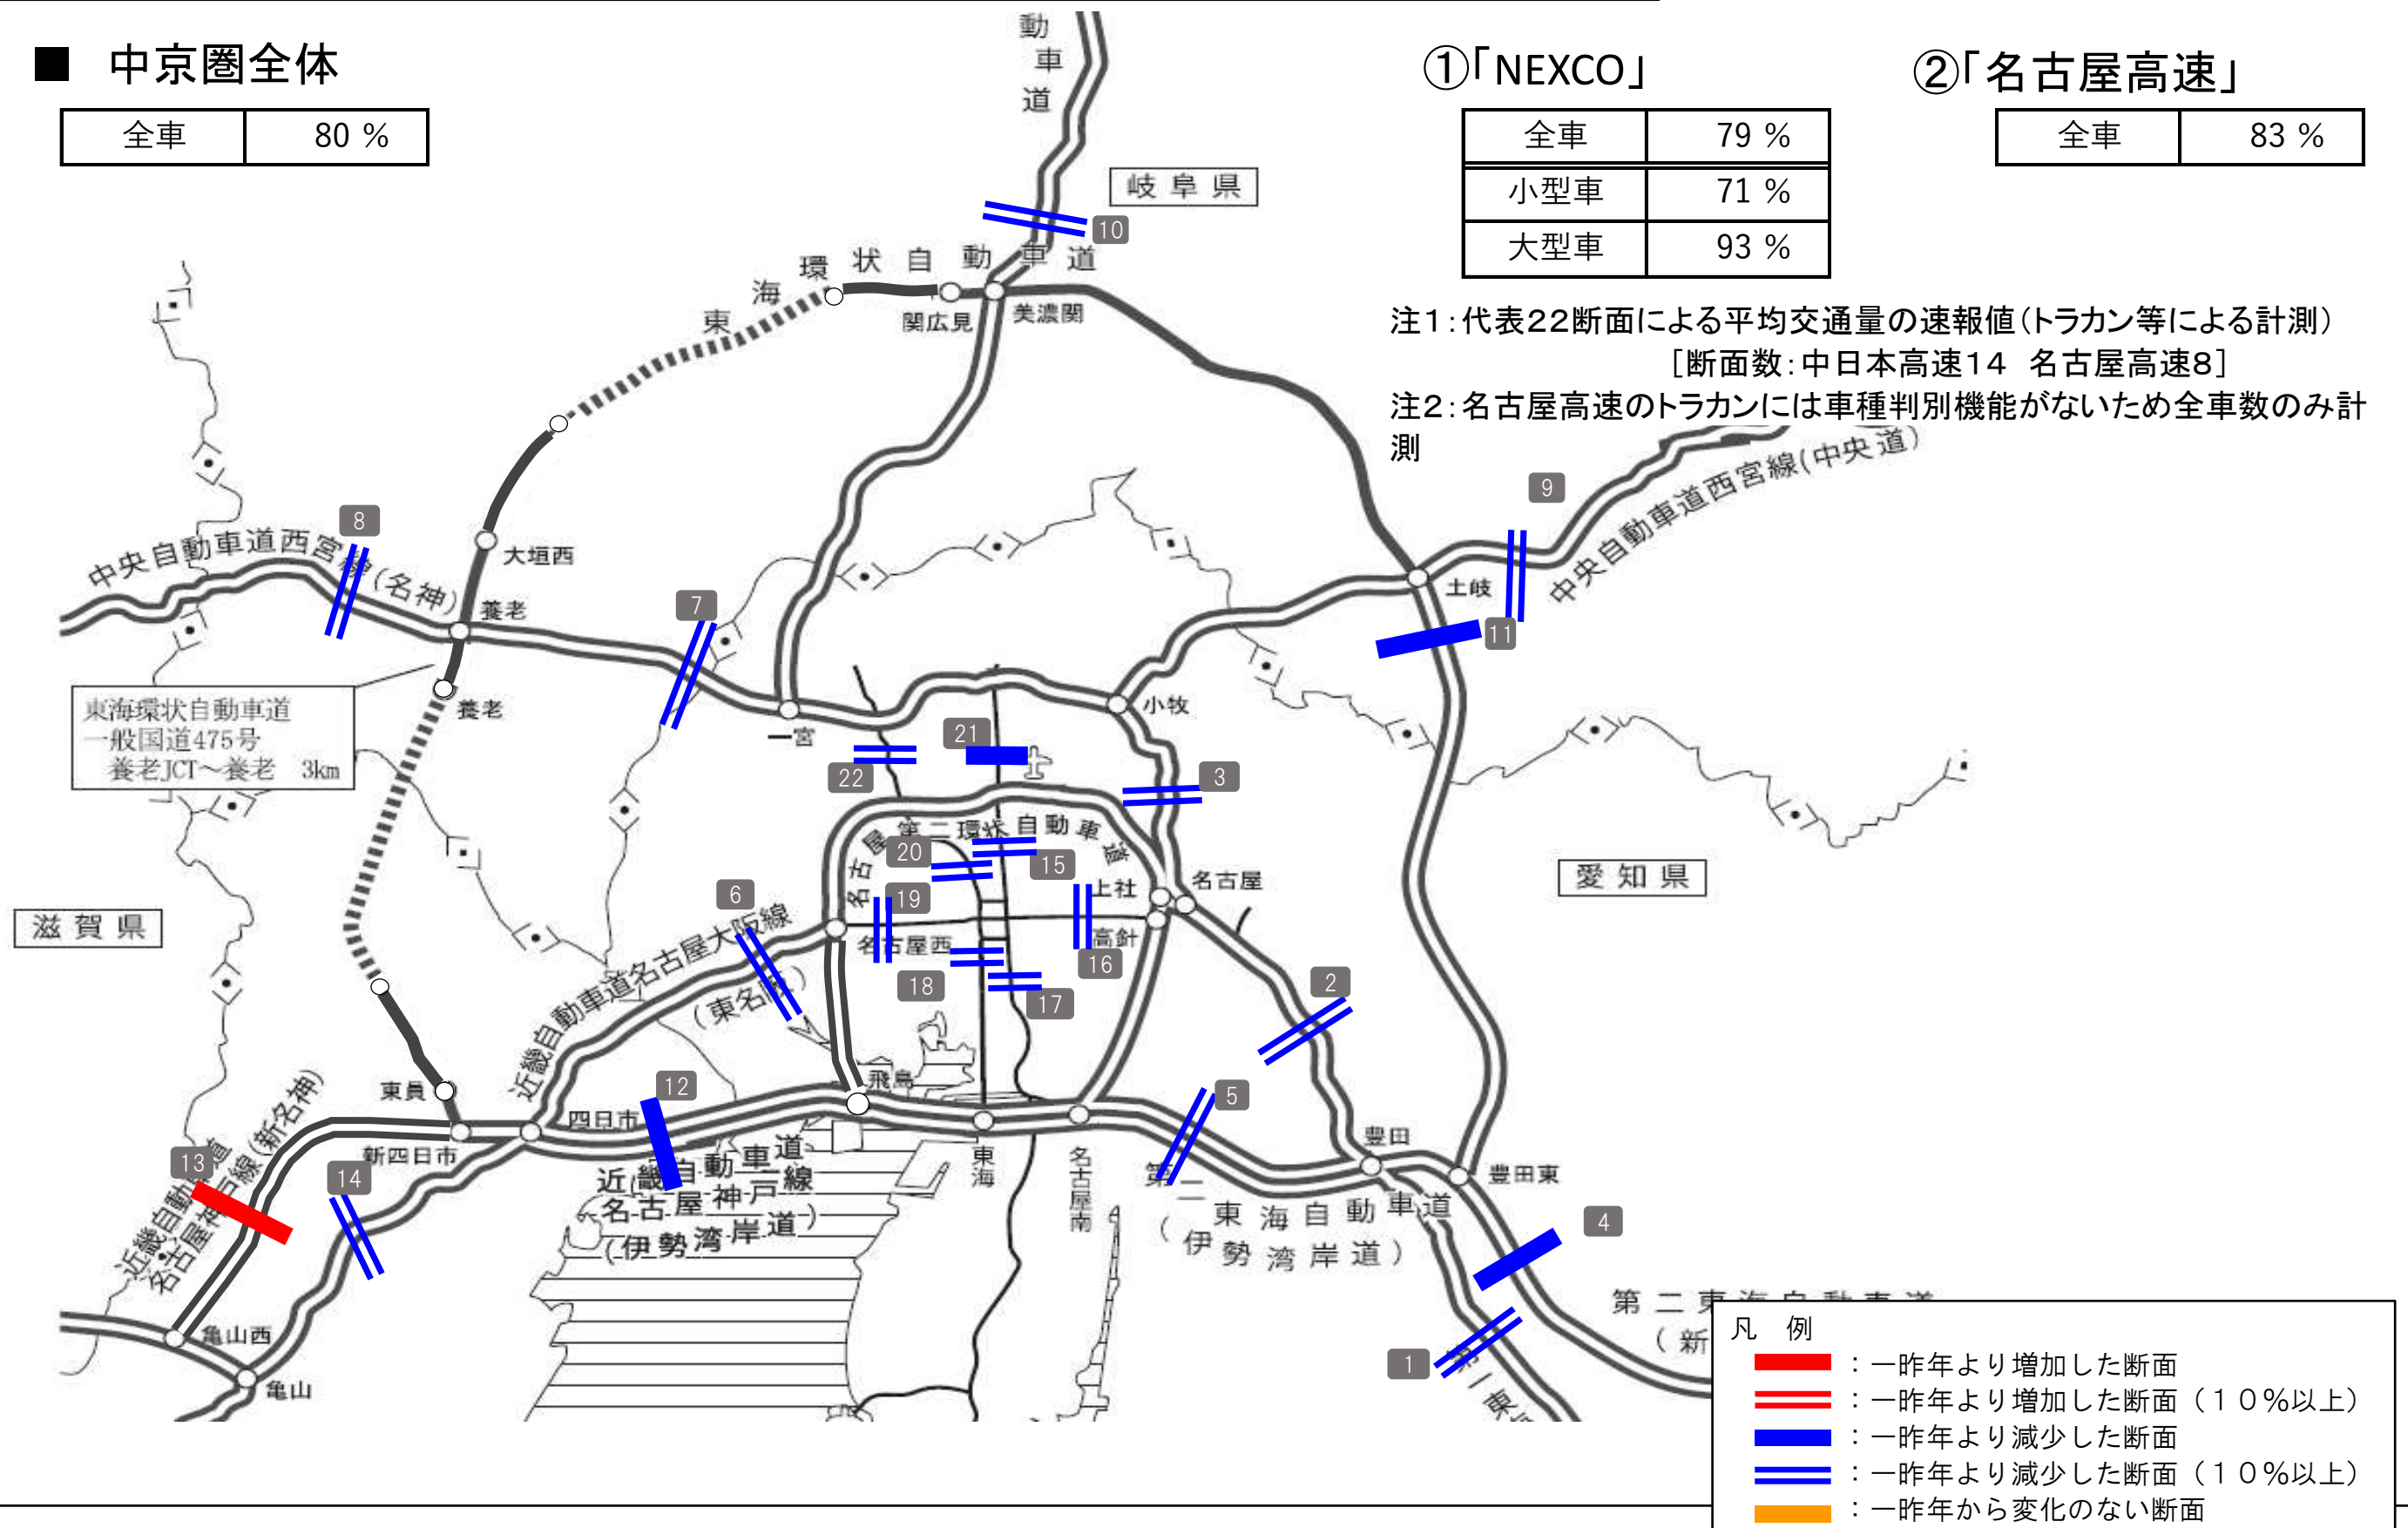 ■ 中京圏全体
全車 80 %
①「NEXCO」
全車 79 %
小型車 71 %
大型車 93 %
②「名古屋高速」
全車 83 %
注1：代表22断面による平均交通量の速報値（トラカン等による計測）
［断面数：中日本高速14 名古屋高速8］
注2：名古屋高速のトラカンには車種判別機能がないため全車数のみ計
測
動車道
岐阜県
10
東海環状自動車道
関広見
美濃関
9
中央自動車道西宮線(中央道)
8
中央自動車道西宮線(名神)
大垣西
養老
7
土岐
11
東海環状自動車道
一般国道475号
養老JCT～養老 3km
養老
一宮
小牧
21
22
3
名古屋第二環状自動車道
20
15
愛知県
上社
名古屋
19
6
滋賀県
名古屋西
高針
16
18
17
2
近畿自動車道名古屋大阪線
(東名阪)
飛島
東員
12
5
四日市
新四日市
13
14
近畿自動車道
名古屋神戸線(新名神)
近畿自動車道
名古屋神戸線
(伊勢湾岸道)
東海
名古屋南
豊田
豊田東
第二東海自動車道
(伊勢湾岸道)
4
亀山西
亀山
1
第一東
第二東海自動車道
(新
凡 例
：一昨年より増加した断面
：一昨年より増加した断面（10％以上）
：一昨年より減少した断面
：一昨年より減少した断面（10％以上）
：一昨年から変化のない断面